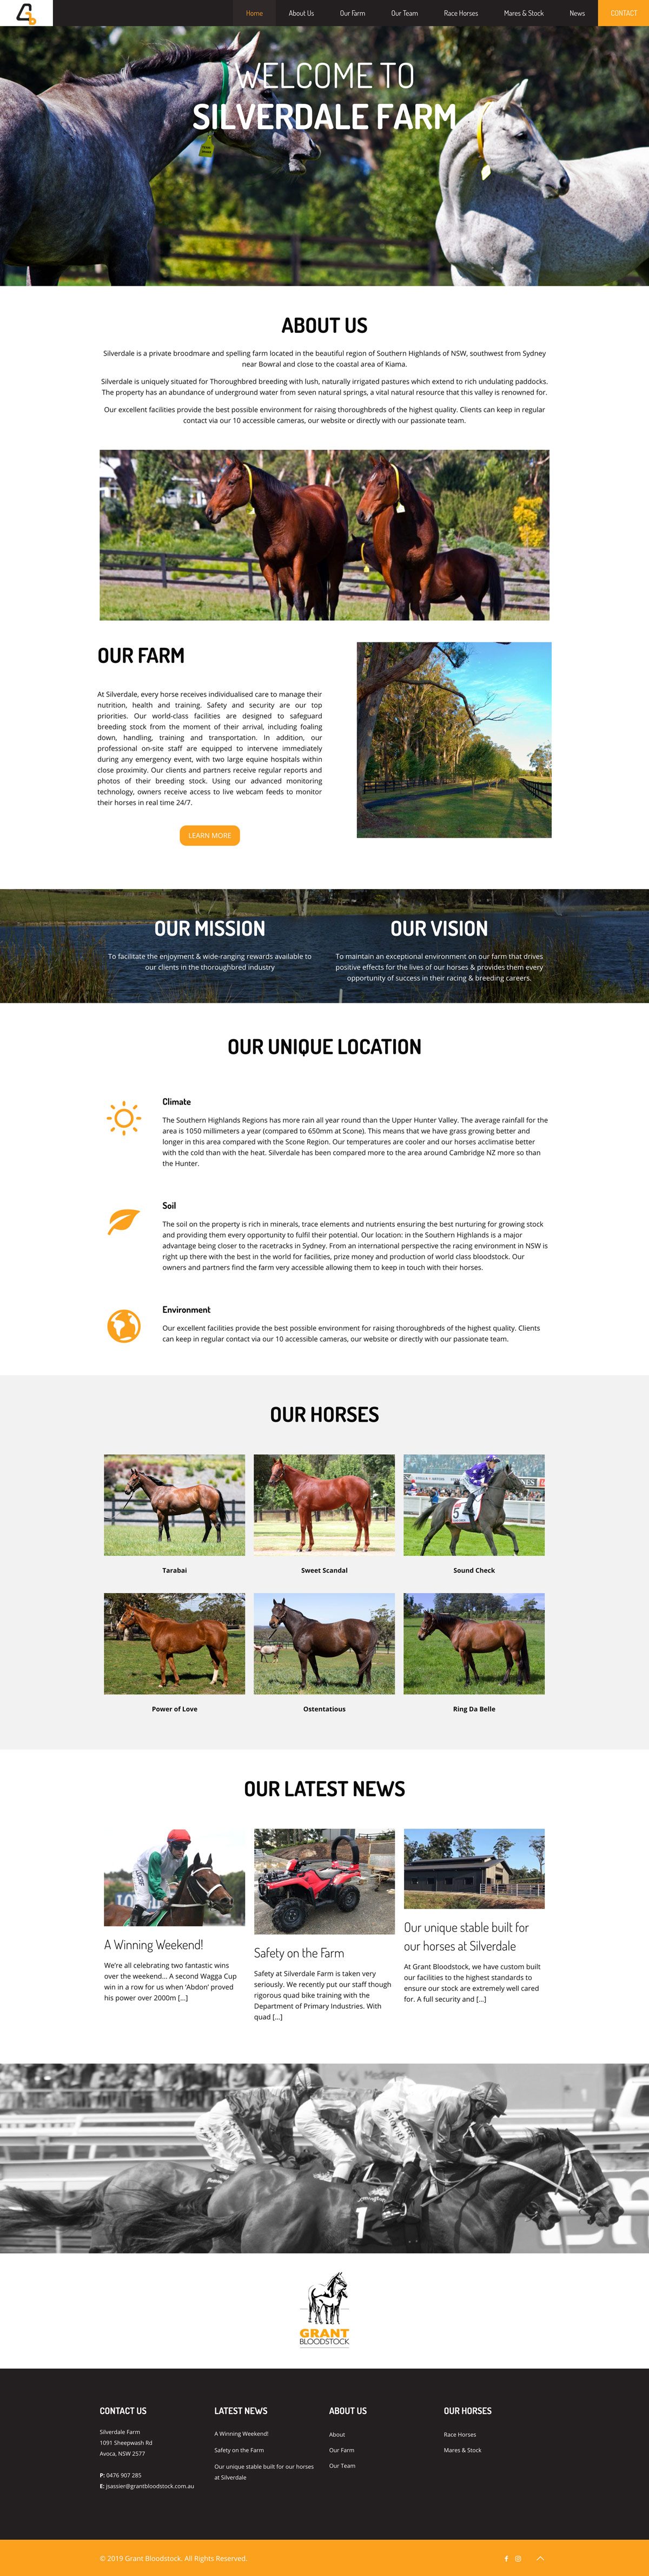 Home About Us Our Farm Our Team Race Horses Mares & Stock News CONTACT
WELCOME TO
SILVERDALE FARM
ABOUT US
Silverdale is a private broodmare and spelling farm located in the beautiful region of Southern Highlands of NSW, southwest from Sydney
near Bowral and close to the coastal area of Kiama.
Silverdale is uniquely situated for Thoroughbred breeding with lush, naturally irrigated pastures which extend to rich undulating paddocks.
The property has an abundance of underground water from seven natural springs, a vital natural resource that this valley is renowned for.
Our excellent facilities provide the best possible environment for raising thoroughbreds of the highest quality. Clients can keep in regular
contact via our 10 accessible cameras, our website or directly with our passionate team.
OUR FARM
At Silverdale, every horse receives individualised care to manage their
nutrition, health and training. Safety and security are our top
priorities. Our world-class facilities are designed to safeguard
breeding stock from the moment of their arrival, including foaling
down, handling, training and transportation. In addition, our
professional on-site staff are equipped to intervene immediately
during any emergency event, with two large equine hospitals within
close proximity. Our clients and partners receive regular reports and
photos of their breeding stock. Using our advanced monitoring
technology, owners receive access to live webcam feeds to monitor
their horses in real time 24/7.
LEARN MORE
OUR MISSION
To facilitate the enjoyment & wide-ranging rewards available to
our clients in the thoroughbred industry
OUR VISION
To maintain an exceptional environment on our farm that drives
positive effects for the lives of our horses & provides them every
opportunity of success in their racing & breeding careers.
OUR UNIQUE LOCATION
Climate
The Southern Highlands Regions has more rain all year round than the Upper Hunter Valley. The average rainfall for the
area is 1050 millimeters a year (compared to 650mm at Scone). This means that we have grass growing better and
longer in this area compared with the Scone Region. Our temperatures are cooler and our horses acclimatise better
with the cold than with the heat. Silverdale has been compared more to the area around Cambridge NZ more so than
the Hunter.
Soil
The soil on the property is rich in minerals, trace elements and nutrients ensuring the best nurturing for growing stock
and providing them every opportunity to fulfil their potential. Our location: in the Southern Highlands is a major
advantage being closer to the racetracks in Sydney. From an international perspective the racing environment in NSW is
right up there with the best in the world for facilities, prize money and production of world class bloodstock. Our
owners and partners find the farm very accessible allowing them to keep in touch with their horses.
Environment
Our excellent facilities provide the best possible environment for raising thoroughbreds of the highest quality. Clients
can keep in regular contact via our 10 accessible cameras, our website or directly with our passionate team.
OUR HORSES
5
Tarabai
Sweet Scandal
Sound Check
Power of Love
Ostentatious
Ring Da Belle
OUR LATEST NEWS
A Winning Weekend!
We're all celebrating two fantastic wins
over the weekend... A second Wagga Cup
win in a row for us when 'Abdon' proved
his power over 2000m [...]
Safety on the Farm
Safety at Silverdale Farm is taken very
seriously. We recently put our staff though
rigorous quad bike training with the
Department of Primary Industries. With
quad [...]
Our unique stable built for
our horses at Silverdale
At Grant Bloodstock, we have custom built
our facilities to the highest standards to
ensure our stock are extremely well cared
for. A full security and [...]
1
GRANT
BLOODSTOCK
CONTACT US
Silverdale Farm
1091 Sheepwash Rd
Avoca, NSW 2577
P: 0476 907 285
E: jsassier@grantbloodstock.com.au
LATEST NEWS
A Winning Weekend!
Safety on the Farm
Our unique stable built for our horses
at Silverdale
ABOUT US
About
Our Farm
Our Team
OUR HORSES
Race Horses
Mares & Stock
© 2019 Grant Bloodstock. All Rights Reserved.